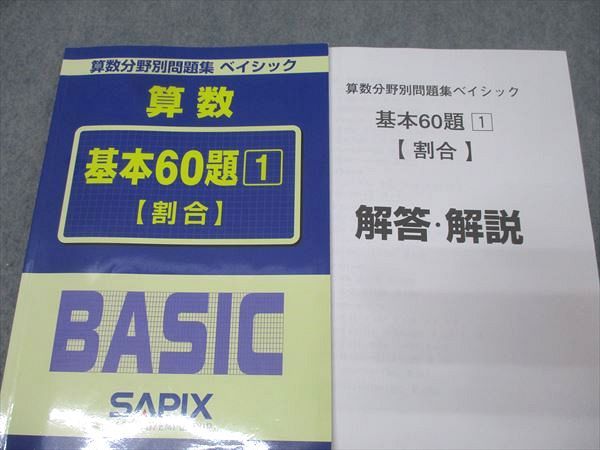 算数分野別問題集 ベイシック
算数
基本60題1
【割合】
BASIC
SAPIX
算数分野別問題集ベイシック
基本60題1
【割合】
解答・解説